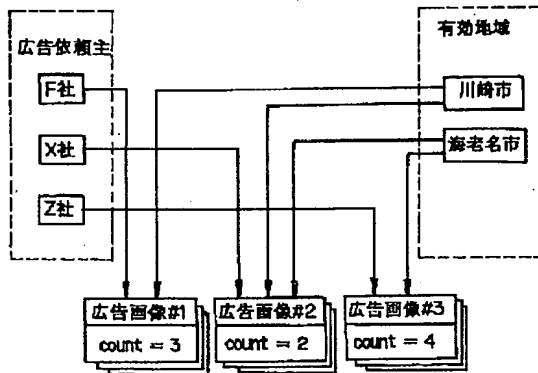 広告依頼主
F社
X社
Z社
有効地域
川崎市
海老名市
広告画像#1
count = 3
広告画像#2
count = 2
広告画像#3
count = 4